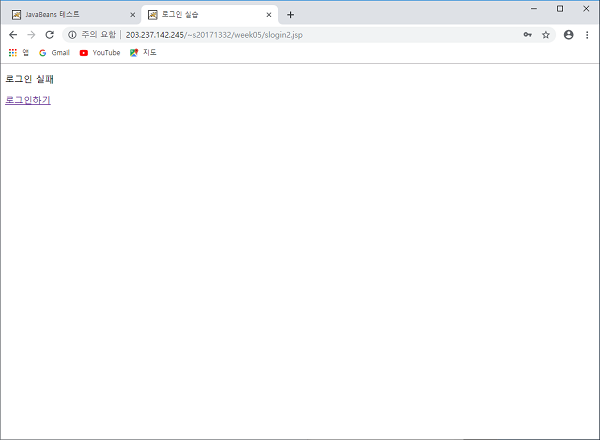 JavaBeans 테스트
로그인 실습
주의 요함 203.237.142.245/~s20171332/week05/slogin2.jsp
앱 Gmail YouTube 지도
로그인 실패
로그인하기